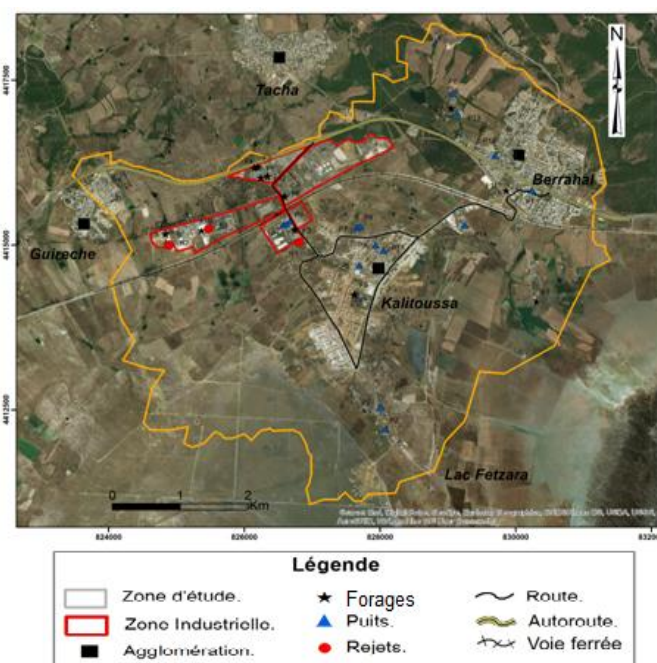 N
Tacha
4417500
Berrahal
Guireche
4415000
Kalitoussa
4412500
Lac Fetzara
0 1 2
Km
824000 826000 828000 830000 83200
Légende
Zone d'étude. Forages Route.
Zone Industrielle. Puits. Autoroute.
Agglomération. Rejets. Voie ferrée